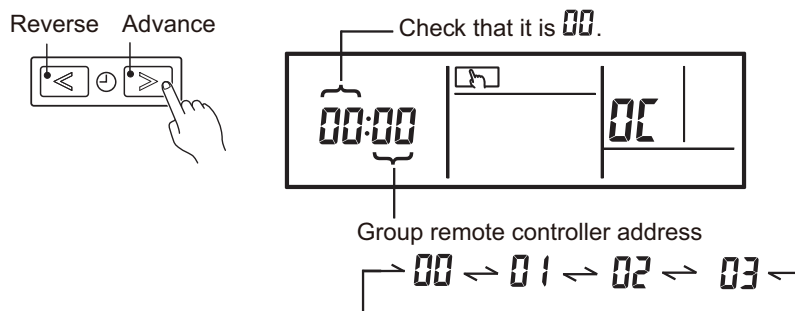 Reverse Advance
Check that it is 00.
00:00
0C
Group remote controller address
00 01 02 03